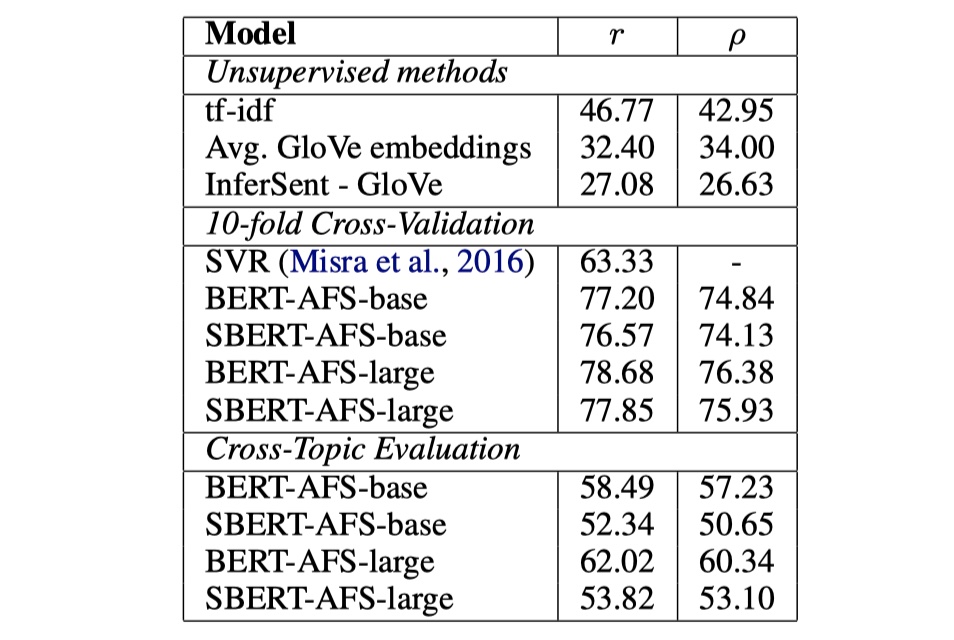 Model r ρ
Unsupervised methods
tf-idf 46.77 42.95
Avg. GloVe embeddings 32.40 34.00
InferSent - GloVe 27.08 26.63
10-fold Cross-Validation
SVR (Misra et al., 2016) 63.33 -
BERT-AFS-base 77.20 74.84
SBERT-AFS-base 76.57 74.13
BERT-AFS-large 78.68 76.38
SBERT-AFS-large 77.85 75.93
Cross-Topic Evaluation
BERT-AFS-base 58.49 57.23
SBERT-AFS-base 52.34 50.65
BERT-AFS-large 62.02 60.34
SBERT-AFS-large 53.82 53.10